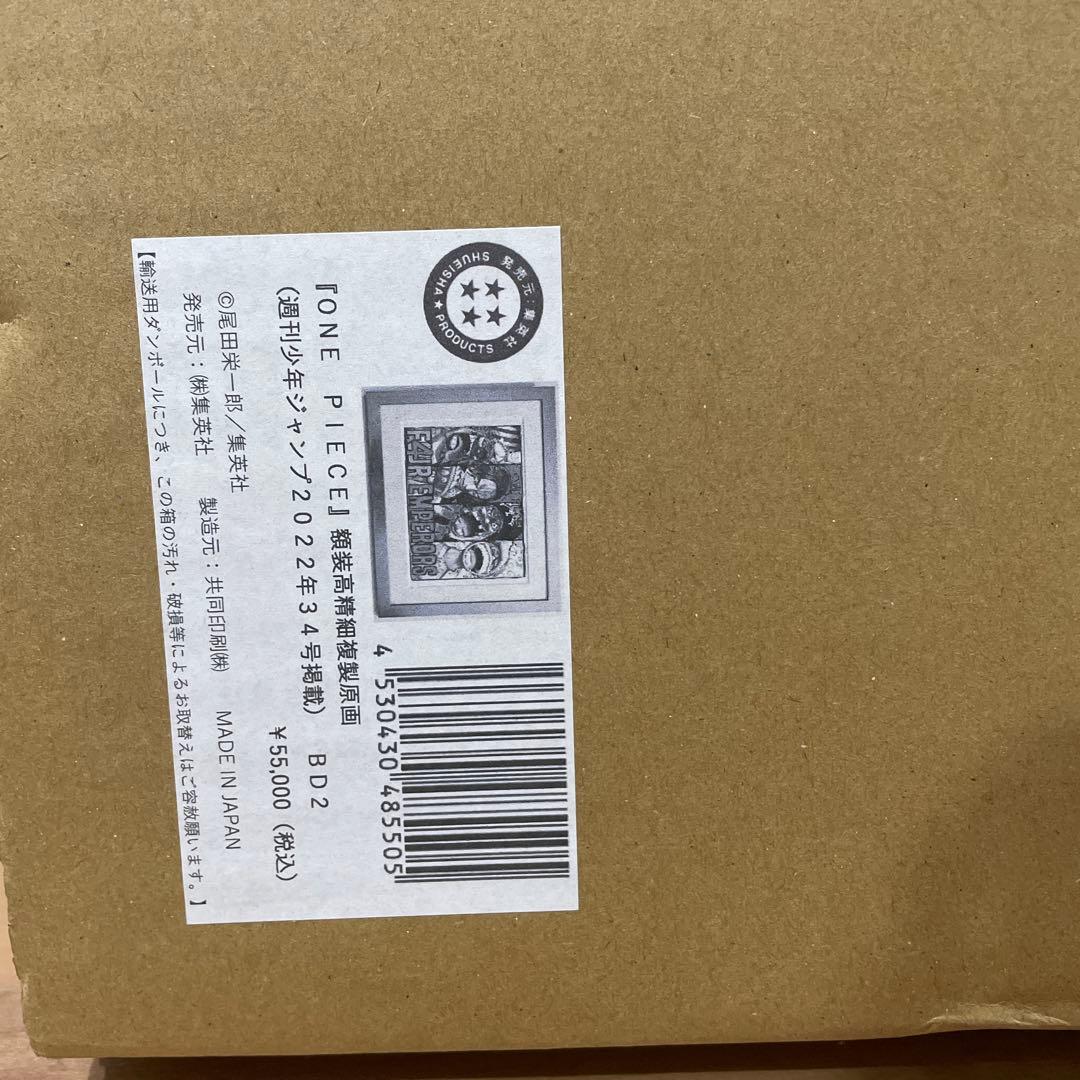 発売元：集英社
SHUEISHA★PRODUCTS
FOUR EMPERORS
4 530430 485505
『ONE PIECE』額装高精細複製原画 BD2
（週刊少年ジャンプ2022年34号掲載）
￥55,000（税込）
©尾田栄一郎／集英社
発売元：㈱集英社 製造元：共同印刷㈱ MADE IN JAPAN
【輸送用ダンボールにつき、この箱の汚れ・破損等によるお取替えはご容赦願います。】